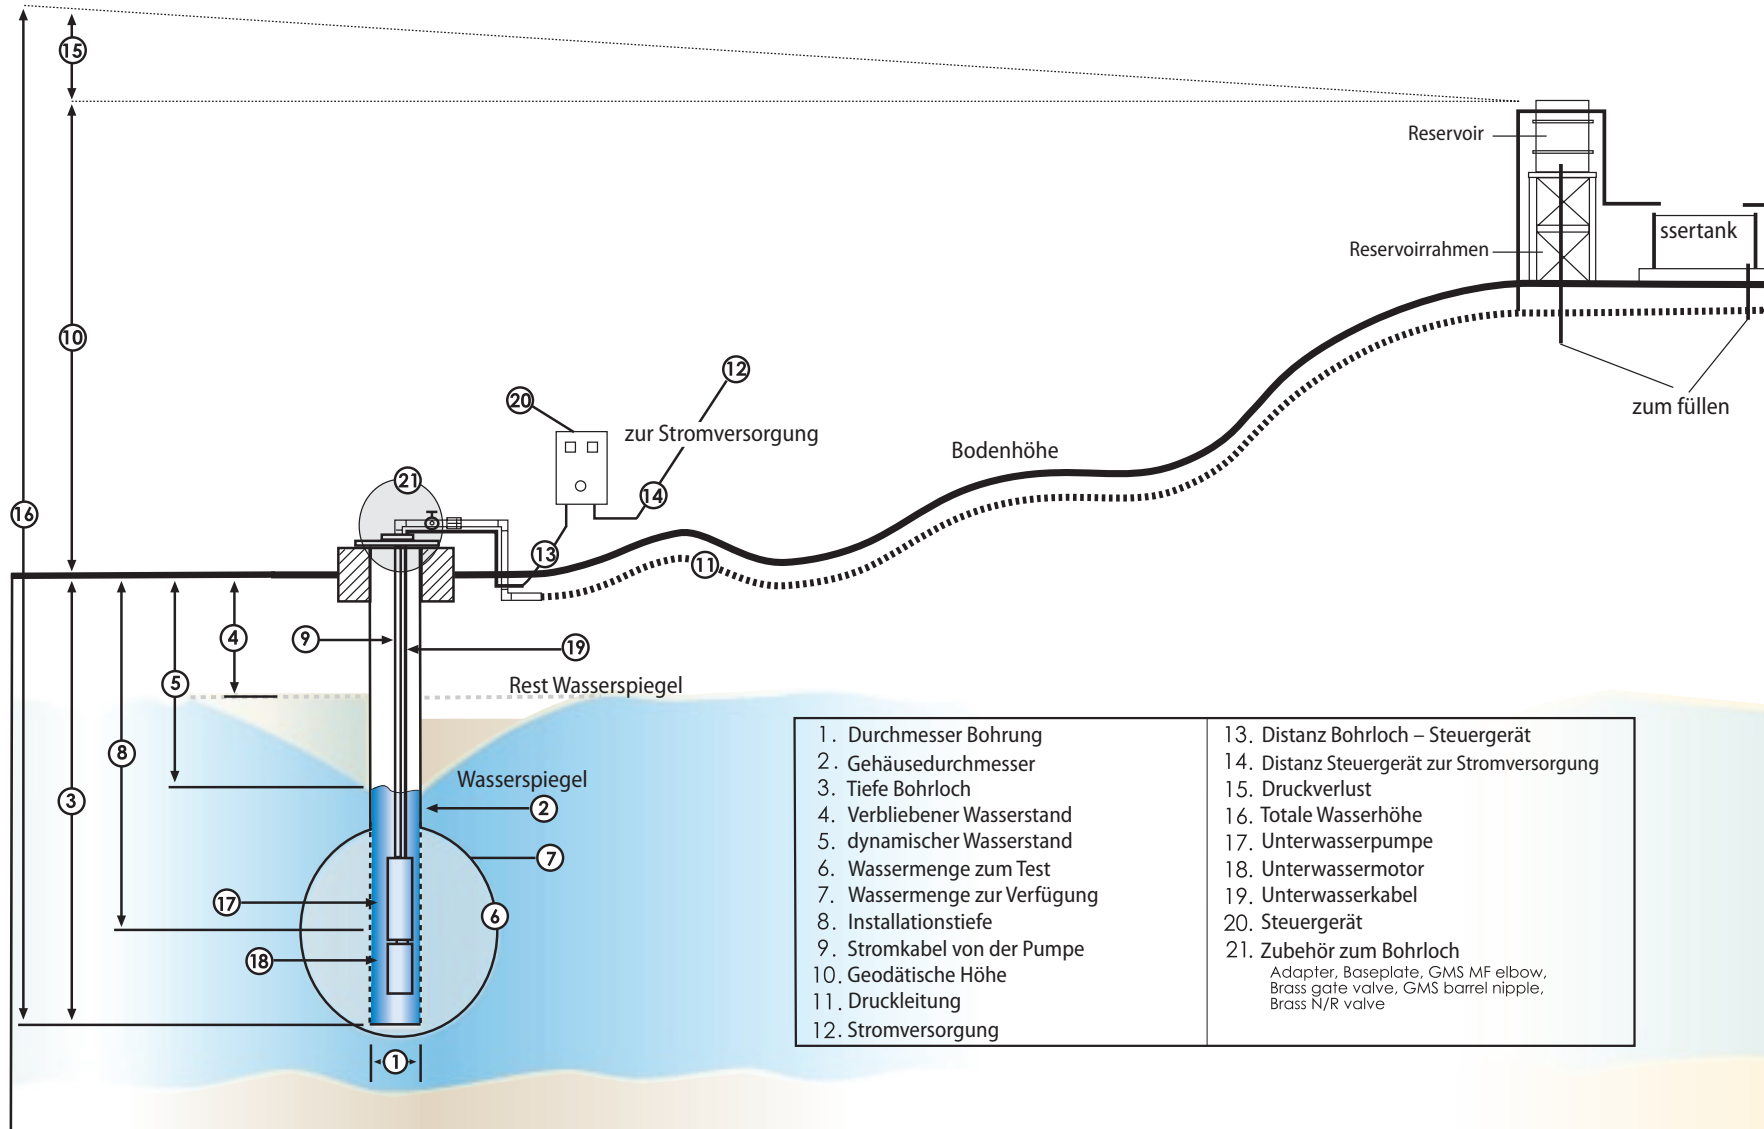 15
Reservoir
ssertank
Reservoirrahmen
10
12
20
zum füllen
zur Stromversorgung
Bodenhöhe
21
14
16
13
11
9
4
19
5
Rest Wasserspiegel
8
Wasserspiegel
3
2
7
17
6
18
1
1. Durchmesser Bohrung
2. Gehäusedurchmesser
3. Tiefe Bohrloch
4. Verbliebener Wasserstand
5. dynamischer Wasserstand
6. Wassermenge zum Test
7. Wassermenge zur Verfügung
8. Installationstiefe
9. Stromkabel von der Pumpe
10. Geodätische Höhe
11. Druckleitung
12. Stromversorgung
13. Distanz Bohrloch – Steuergerät
14. Distanz Steuergerät zur Stromversorgung
15. Druckverlust
16. Totale Wasserhöhe
17. Unterwasserpumpe
18. Unterwassermotor
19. Unterwasserkabel
20. Steuergerät
21. Zubehör zum Bohrloch
Adapter, Baseplate, GMS MF elbow,
Brass gate valve, GMS barrel nipple,
Brass N/R valve